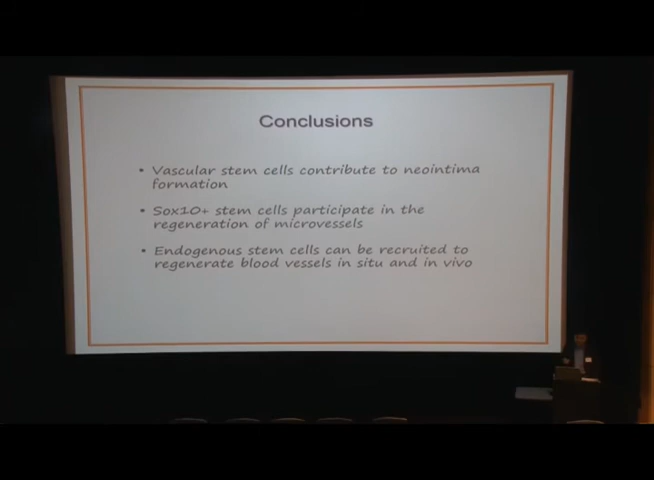 Conclusions
• Vascular stem cells contribute to neointima
formation
• Sox10+ stem cells participate in the
regeneration of microvessels
• Endogenous stem cells can be recruited to
regenerate blood vessels in situ and in vivo